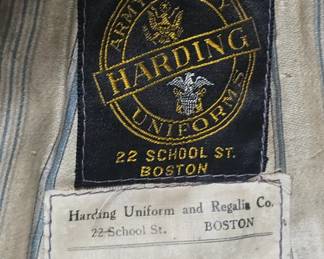 ARMY
HARDING
UNIFORMS
22 SCHOOL ST.
BOSTON
Harding Uniform and Regalia Co.
22 School St. BOSTON